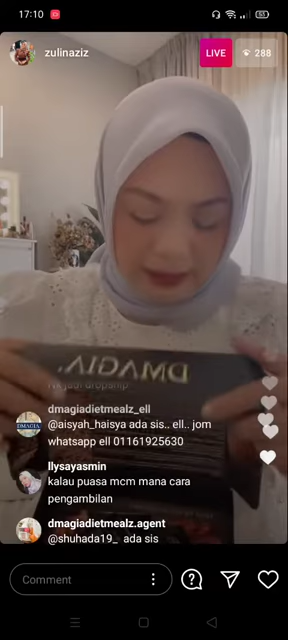 17:10
zulinaziz
LIVE
288
DMAGIA
dmagiadietmealz_ell
@aisyah_haisya ada sis.. ell.. jom
whatsapp ell 01161925630
llysayasmin
kalau puasa mcm mana cara
pengambilan
dmagiadietmealz.agent
@shuhada19_ ada sis
Comment